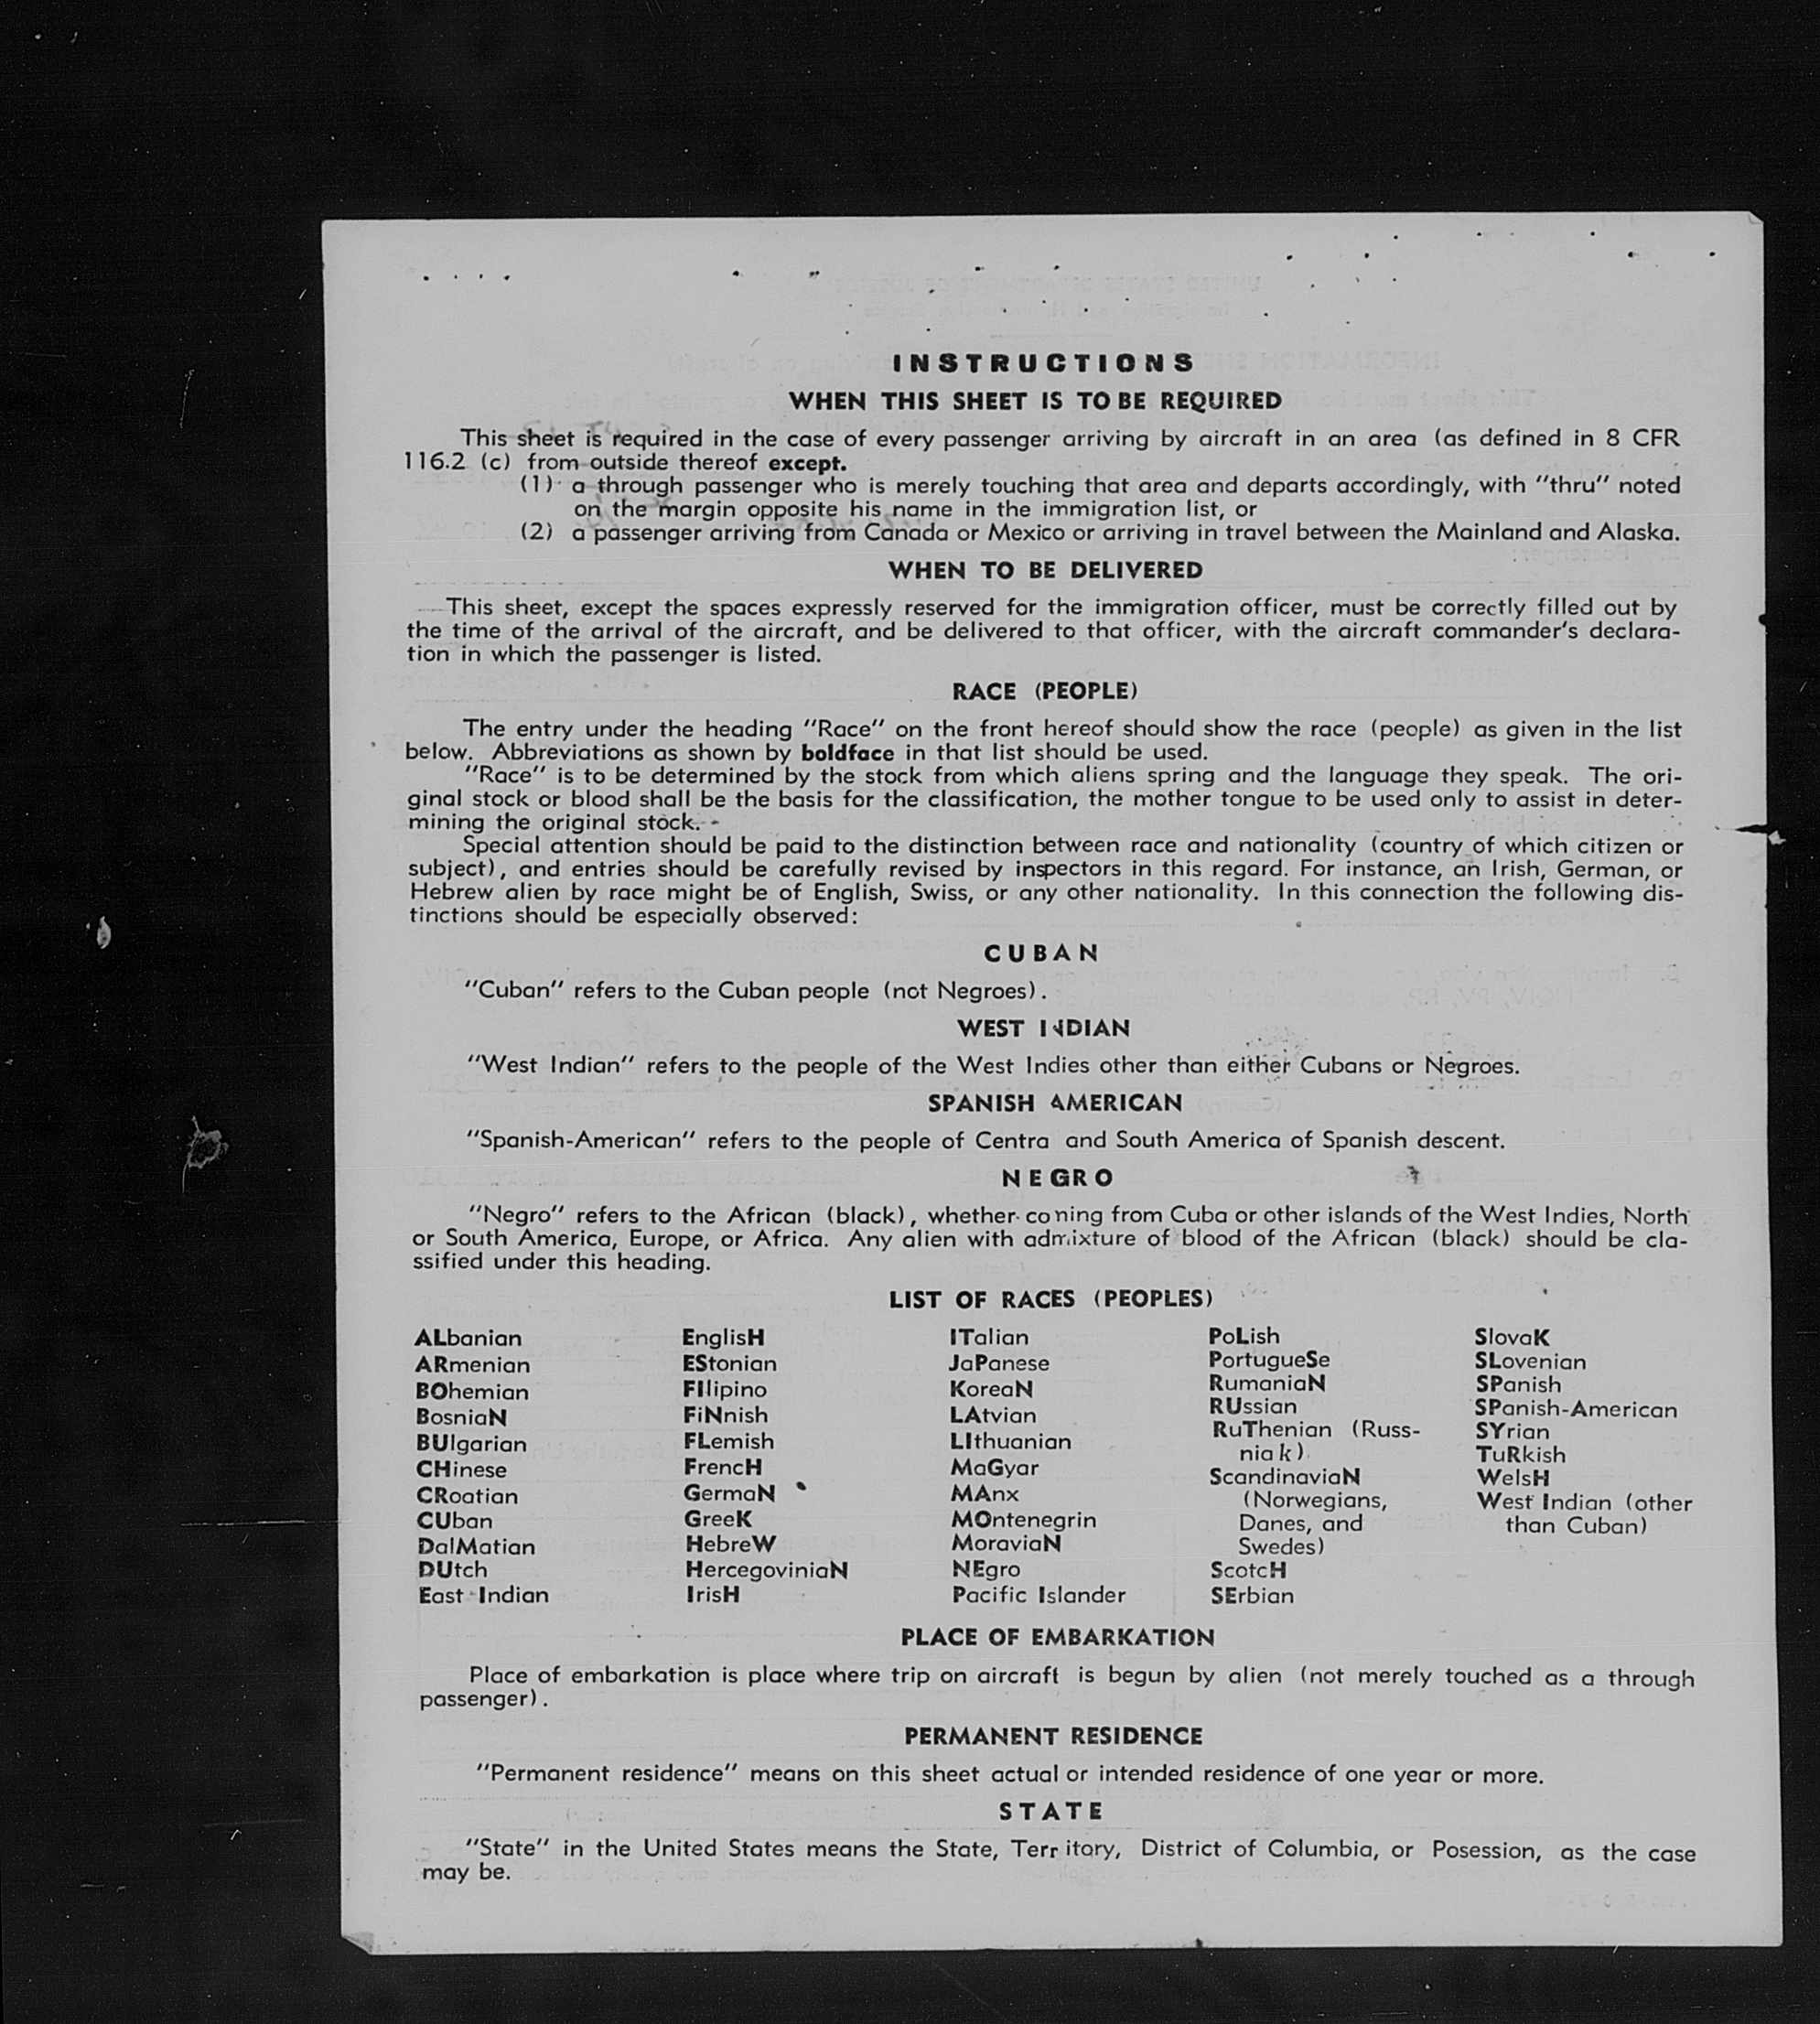 INSTRUCTIONS
WHEN THIS SHEET IS TO BE REQUIRED
This sheet is required in the case of every passenger arriving by aircraft in an area (as defined in 8 CFR
116.2 (c) from outside thereof except.
(1) a through passenger who is merely touching that area and departs accordingly, with "thru" noted
on the margin opposite his name in the immigration list, or
(2) a passenger arriving from Canada or Mexico or arriving in travel between the Mainland and Alaska.
WHEN TO BE DELIVERED
This sheet, except the spaces expressly reserved for the immigration officer, must be correctly filled out by
the time of the arrival of the aircraft, and be delivered to that officer, with the aircraft commander's declara-
tion in which the passenger is listed.
RACE (PEOPLE)
The entry under the heading "Race" on the front hereof should show the race (people) as given in the list
below. Abbreviations as shown by boldface in that list should be used.
"Race" is to be determined by the stock from which aliens spring and the language they speak. The ori-
ginal stock or blood shall be the basis for the classification, the mother tongue to be used only to assist in deter-
mining the original stock.
Special attention should be paid to the distinction between race and nationality (country of which citizen or
subject), and entries should be carefully revised by inspectors in this regard. For instance, an Irish, German, or
Hebrew alien by race might be of English, Swiss, or any other nationality. In this connection the following dis-
tinctions should be especially observed:
CUBAN
"Cuban" refers to the Cuban people (not Negroes).
WEST INDIAN
"West Indian" refers to the people of the West Indies other than either Cubans or Negroes.
SPANISH AMERICAN
"Spanish-American" refers to the people of Centra and South America of Spanish descent.
NEGRO
"Negro" refers to the African (black), whether coming from Cuba or other islands of the West Indies, North
or South America, Europe, or Africa. Any alien with admixture of blood of the African (black) should be cla-
ssified under this heading.
LIST OF RACES (PEOPLES)
ALbanian
ARmenian
BOhemian
BosniaN
BUlgarian
CHinese
CRoatian
CUban
DalMatian
DUtch
East Indian
EnglisH
EStonian
FIlipino
FiNnish
FLemish
FrencH
GermaN
GreeK
HebreW
HercegoviniaN
IrisH
ITalian
JaPanese
KoreaN
LAtvian
LIthuanian
MaGyar
MAnx
MOntenegrin
MoraviaN
NEgro
Pacific Islander
PoLish
PortugueSe
RumaniaN
RUssian
RuThenian (Russ-
niak)
ScandinaviaN
(Norwegians,
Danes, and
Swedes)
ScotcH
SErbian
SlovaK
SLovenian
SPanish
SPanish-American
SYrian
TuRkish
WelsH
West Indian (other
than Cuban)
PLACE OF EMBARKATION
Place of embarkation is place where trip on aircraft is begun by alien (not merely touched as a through
passenger).
PERMANENT RESIDENCE
"Permanent residence" means on this sheet actual or intended residence of one year or more.
STATE
"State" in the United States means the State, Territory, District of Columbia, or Posession, as the case
may be.